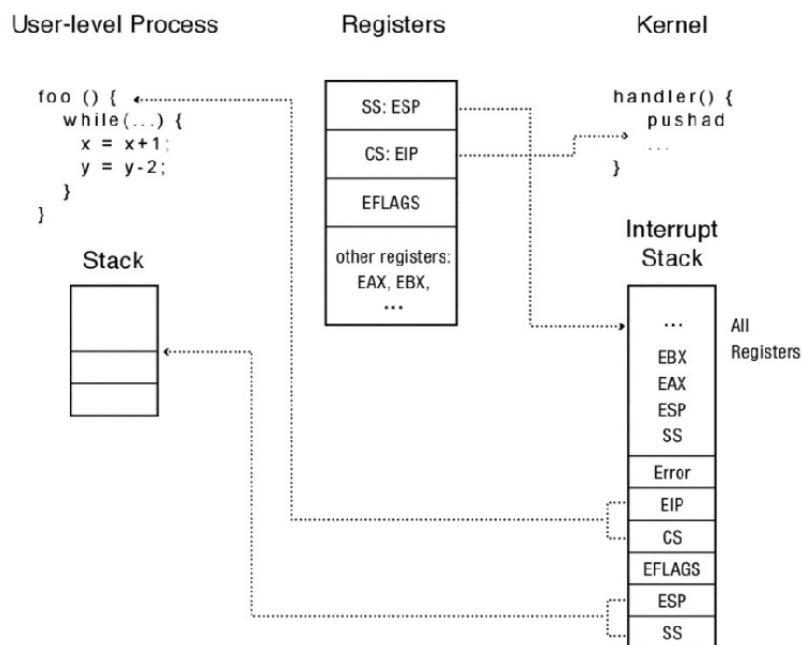 User-level Process
Registers
Kernel
foo () {
while(...) {
x = x+1;
y = y-2;
}
}
SS: ESP
CS: EIP
EFLAGS
other registers:
EAX, EBX,
...
handler() {
pushad
...
}
Stack
Interrupt
Stack
...
EBX
EAX
ESP
SS
All
Registers
Error
EIP
CS
EFLAGS
ESP
SS